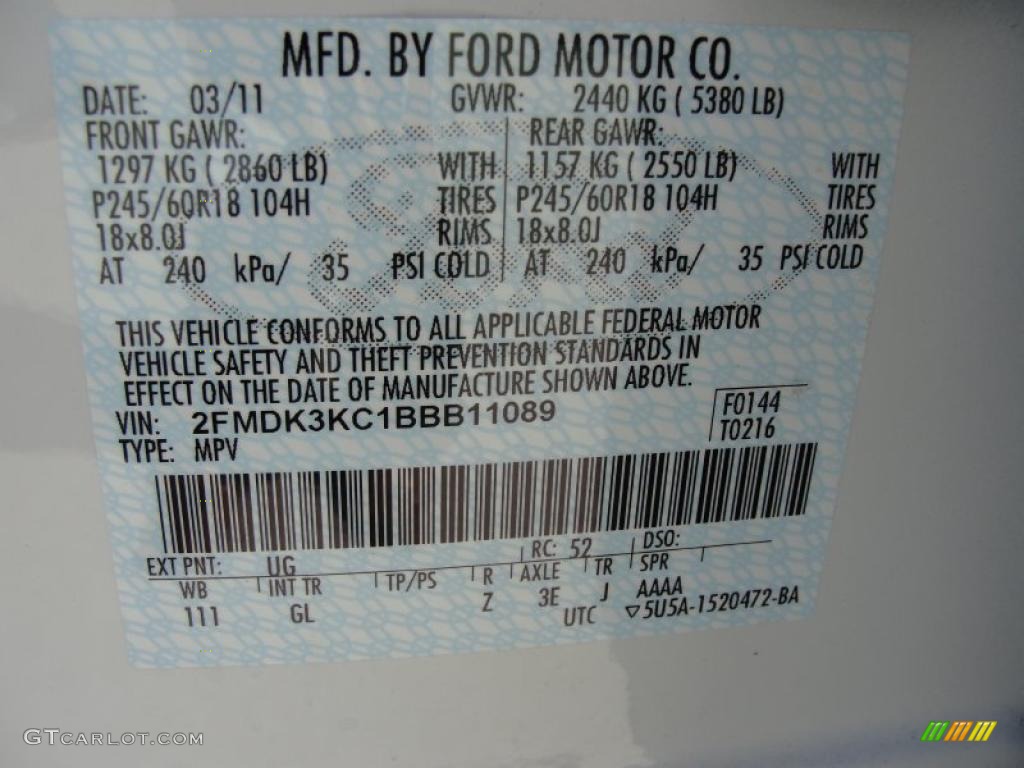 MFD. BY FORD MOTOR CO.
DATE: 03/11 GVWR: 2440 KG ( 5380 LB)
FRONT GAWR: REAR GAWR:
1297 KG ( 2860 LB) WITH 1157 KG ( 2550 LB) WITH
P245/60R18 104H TIRES P245/60R18 104H TIRES
18x8.0J RIMS 18x8.0J RIMS
AT 240 kPa/ 35 PSI COLD AT 240 kPa/ 35 PSI COLD
THIS VEHICLE CONFORMS TO ALL APPLICABLE FEDERAL MOTOR
VEHICLE SAFETY AND THEFT PREVENTION STANDARDS IN
EFFECT ON THE DATE OF MANUFACTURE SHOWN ABOVE.
VIN: 2FMDK3KC1BBB11089 F0144
TYPE: MPV T0216
EXT PNT: UG RC: 52 DSO:
WB INT TR TP/PS R AXLE TR SPR
111 GL Z 3E J AAAA
UTC ▽5U5A-1520472-BA
GTCARLOT.COM